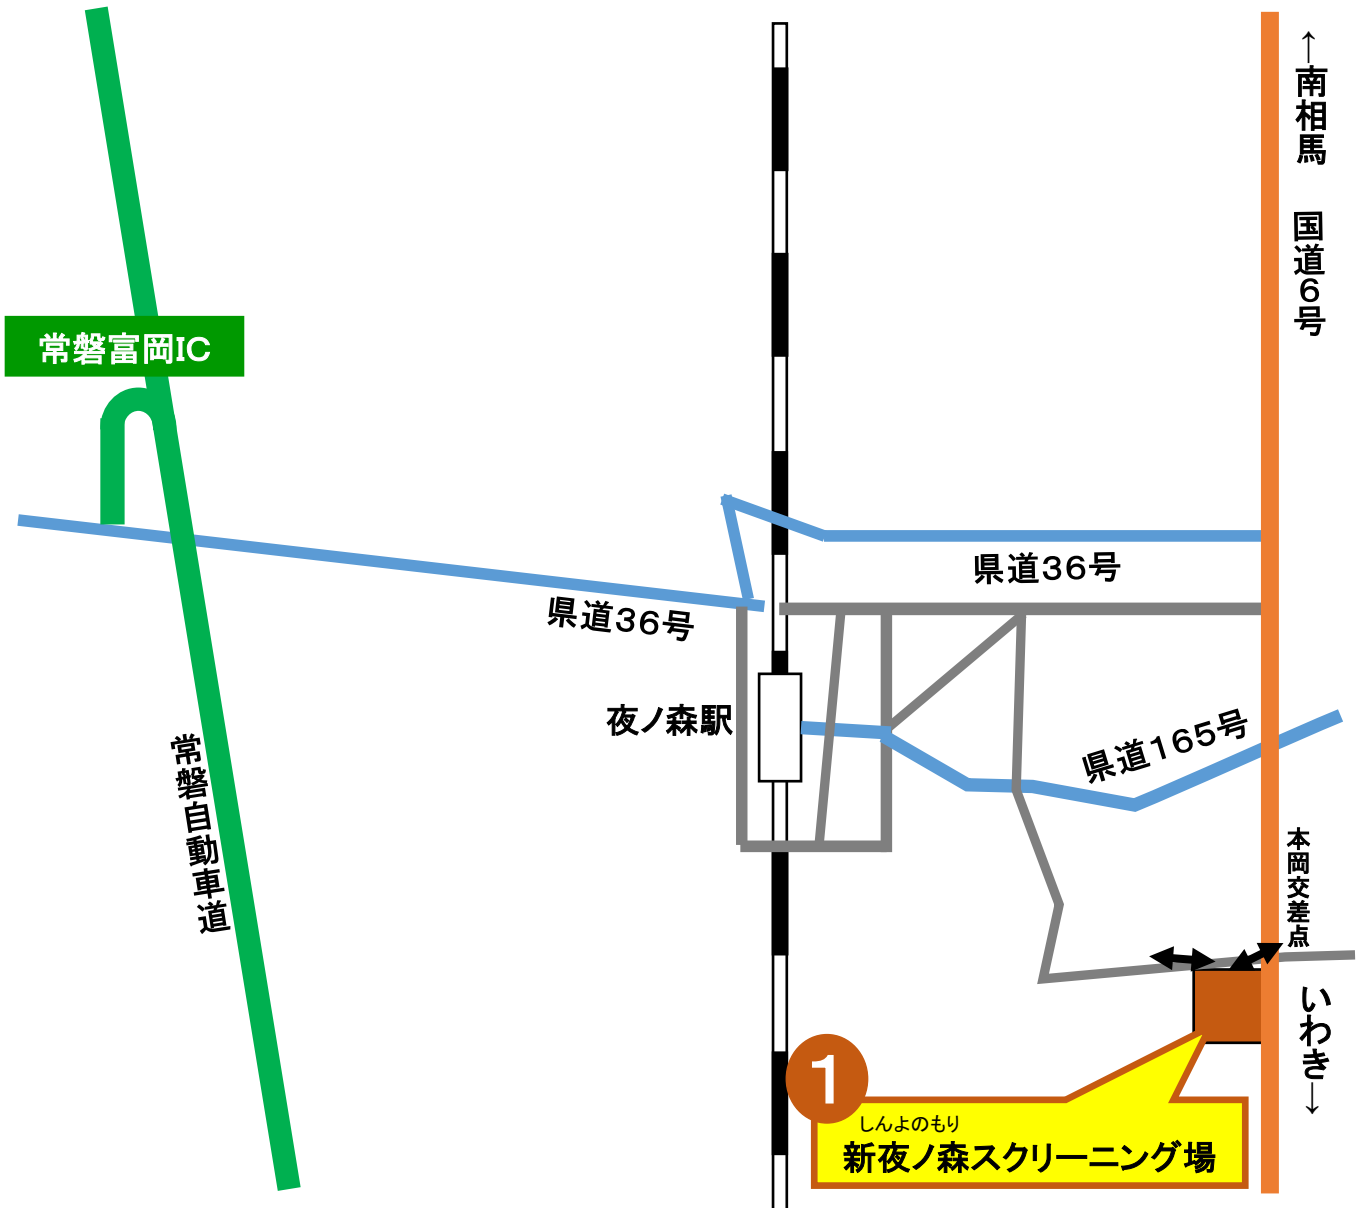 ↑南相馬　国道6号
常磐富岡IC
県道36号
県道36号
夜ノ森駅
県道165号
常磐自動車道
本岡交差点
いわき↓
1
しんよのもり
新夜ノ森スクリーニング場